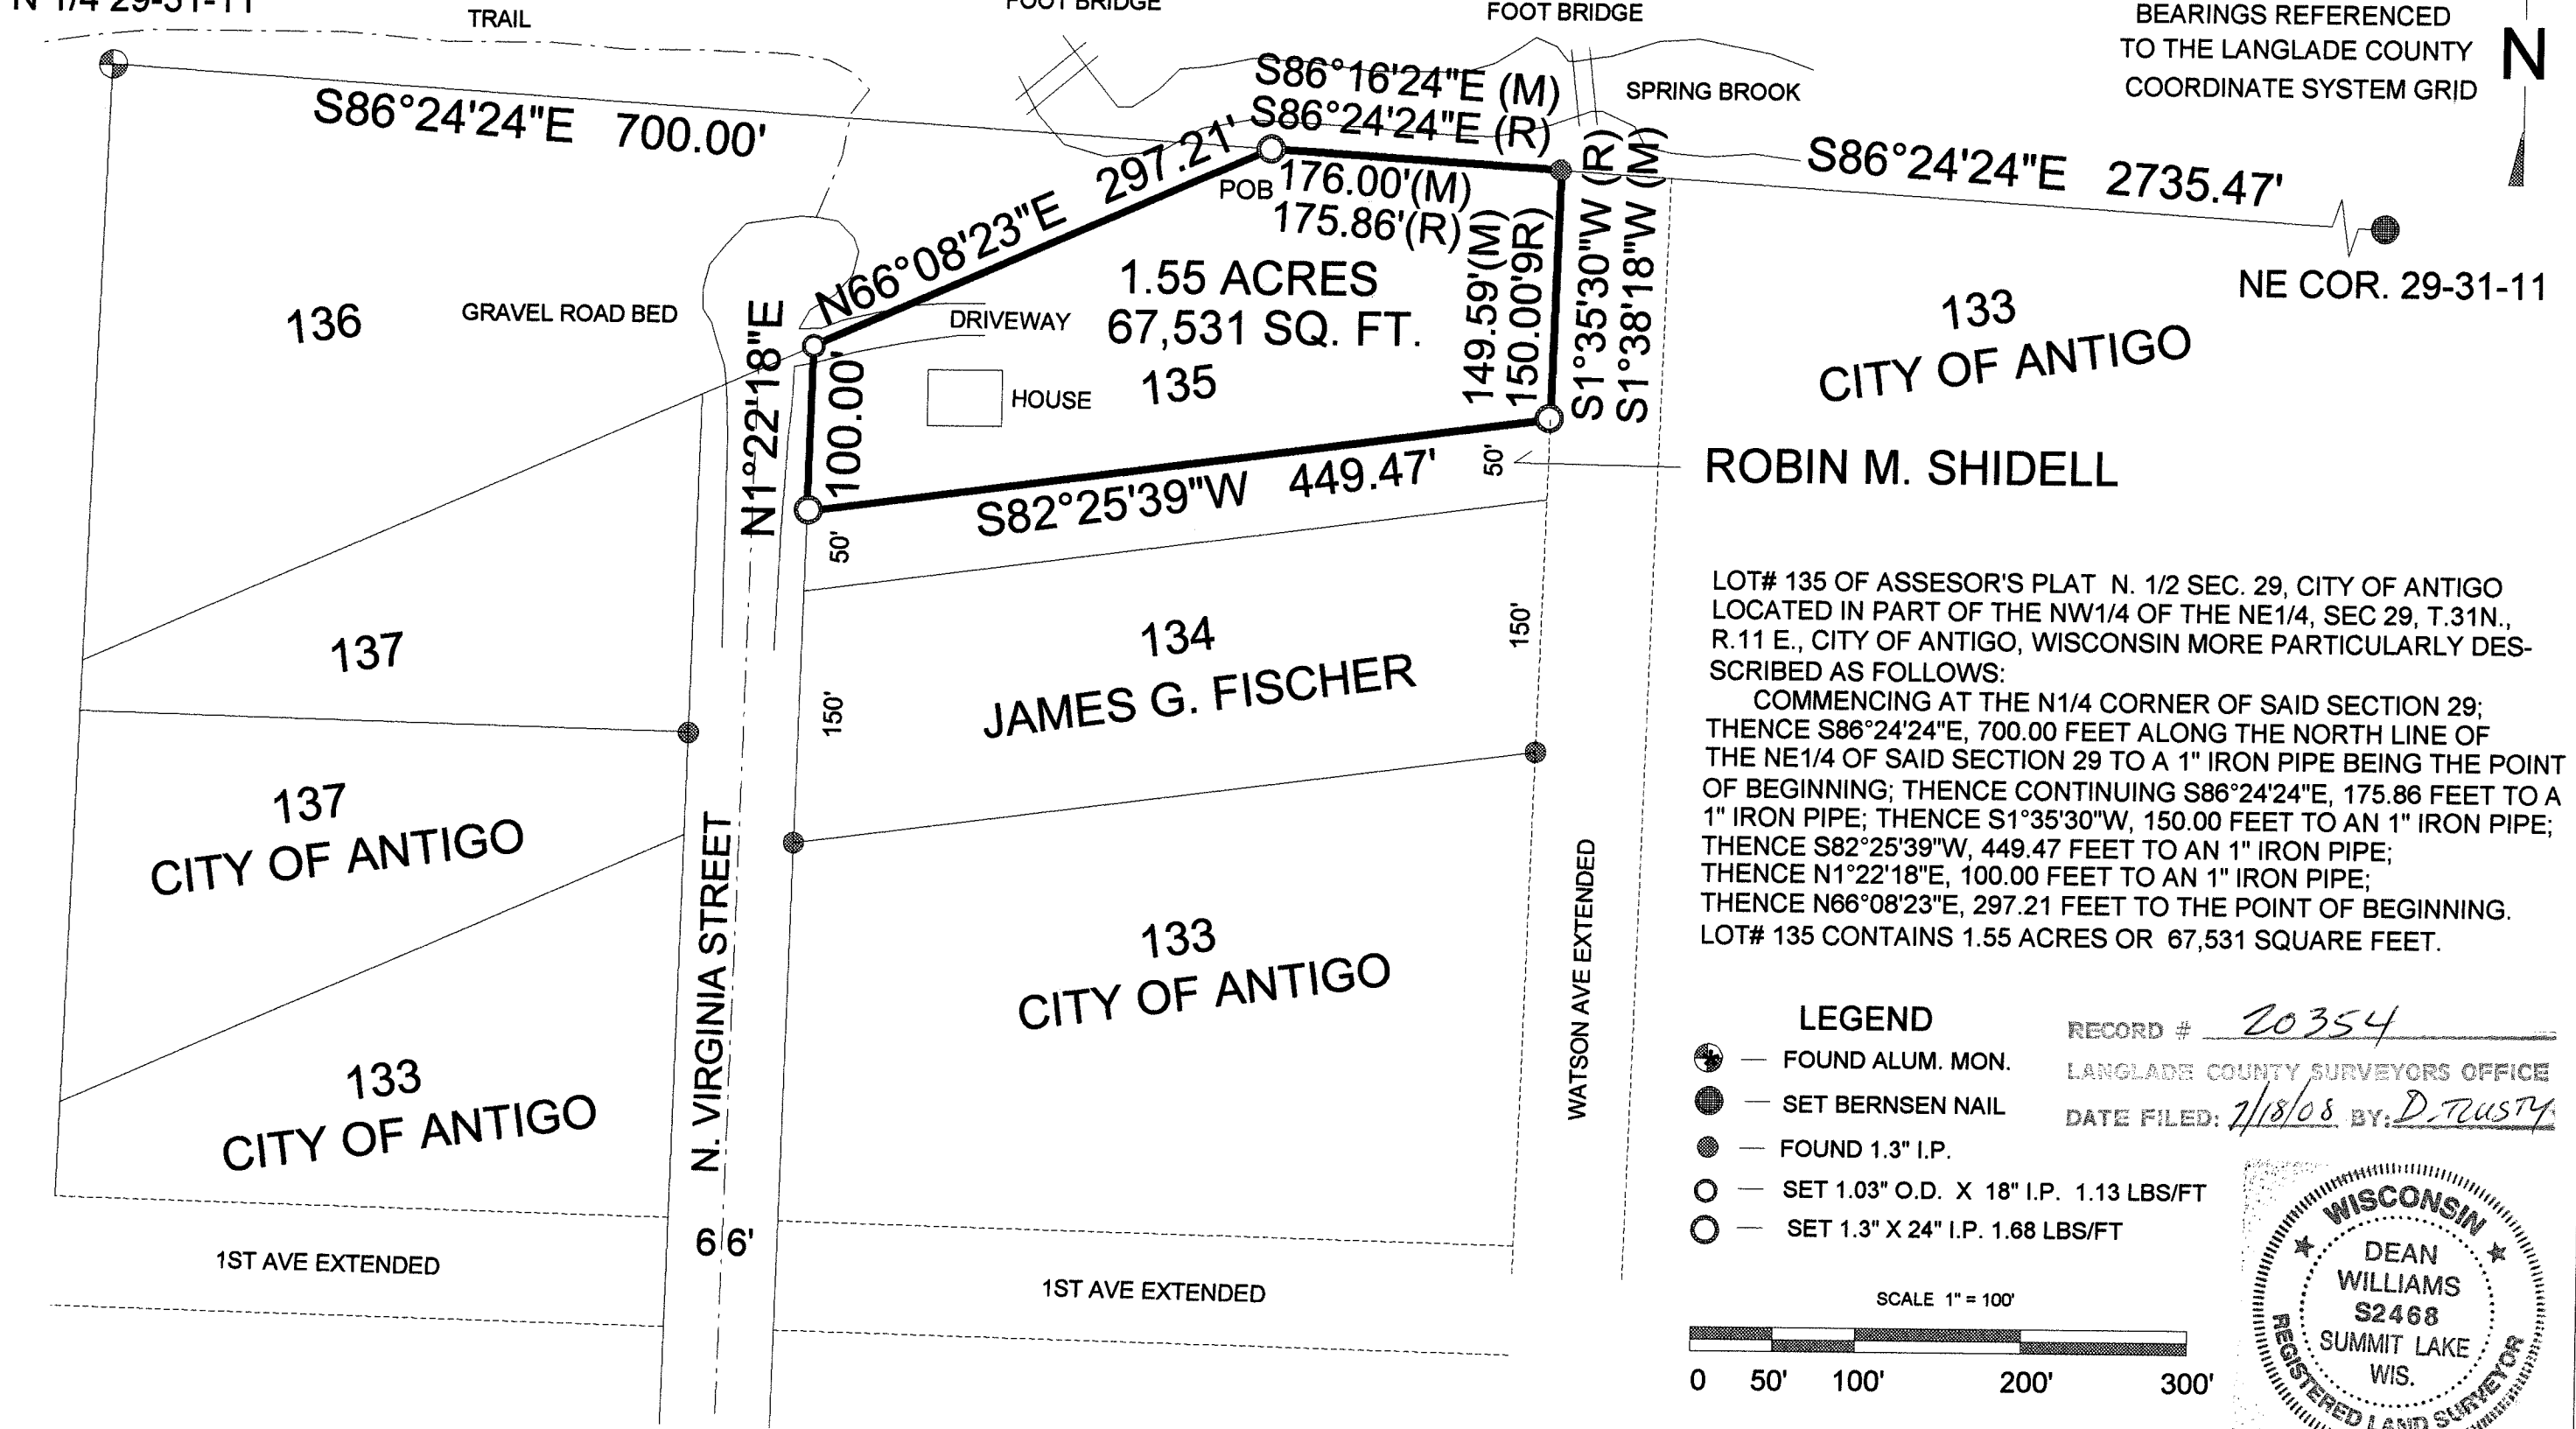 N 1/4 29-31-11
TRAIL
FOOT BRIDGE
FOOT BRIDGE
BEARINGS REFERENCED
TO THE LANGLADE COUNTY
COORDINATE SYSTEM GRID
N
S86°24'24"E 700.00'
S86°16'24"E (M)
S86°24'24"E (R)
SPRING BROOK
S86°24'24"E 2735.47'
NE COR. 29-31-11
N66°08'23"E 297.21'
POB
176.00'(M)
175.86'(R)
149.59'(M)
150.00'9R)
S1°35'30"W (R)
S1°38'18"W (M)
1.55 ACRES
67,531 SQ. FT.
135
136
GRAVEL ROAD BED
DRIVEWAY
HOUSE
N1°22'18"E
100.00'
S82°25'39"W 449.47'
50'
50'
133
CITY OF ANTIGO
ROBIN M. SHIDELL
137
134
JAMES G. FISCHER
150'
150'
137
CITY OF ANTIGO
N. VIRGINIA STREET
133
CITY OF ANTIGO
WATSON AVE EXTENDED
133
CITY OF ANTIGO
66'
1ST AVE EXTENDED
1ST AVE EXTENDED
LOT# 135 OF ASSESOR'S PLAT N. 1/2 SEC. 29, CITY OF ANTIGO
LOCATED IN PART OF THE NW1/4 OF THE NE1/4, SEC 29, T.31N.,
R.11 E., CITY OF ANTIGO, WISCONSIN MORE PARTICULARLY DES-
SCRIBED AS FOLLOWS:
COMMENCING AT THE N1/4 CORNER OF SAID SECTION 29;
THENCE S86°24'24"E, 700.00 FEET ALONG THE NORTH LINE OF
THE NE1/4 OF SAID SECTION 29 TO A 1" IRON PIPE BEING THE POINT
OF BEGINNING; THENCE CONTINUING S86°24'24"E, 175.86 FEET TO A
1" IRON PIPE; THENCE S1°35'30"W, 150.00 FEET TO AN 1" IRON PIPE;
THENCE S82°25'39"W, 449.47 FEET TO AN 1" IRON PIPE;
THENCE N1°22'18"E, 100.00 FEET TO AN 1" IRON PIPE;
THENCE N66°08'23"E, 297.21 FEET TO THE POINT OF BEGINNING.
LOT# 135 CONTAINS 1.55 ACRES OR 67,531 SQUARE FEET.
LEGEND
— FOUND ALUM. MON.
— SET BERNSEN NAIL
— FOUND 1.3" I.P.
— SET 1.03" O.D. X 18" I.P. 1.13 LBS/FT
— SET 1.3" X 24" I.P. 1.68 LBS/FT
RECORD # 20354
LANGLADE COUNTY SURVEYORS OFFICE
DATE FILED: 7/18/08 BY: D. TRUSTY
SCALE 1" = 100'
0 50' 100' 200' 300'
WISCONSIN
DEAN
WILLIAMS
S2468
SUMMIT LAKE
WIS.
REGISTERED LAND SURVEYOR